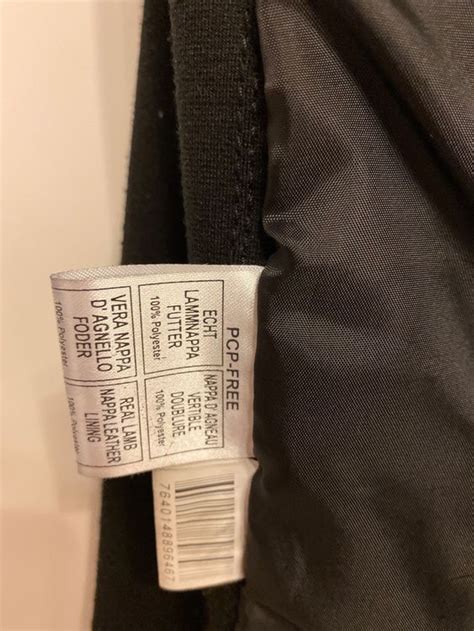 PCP-FREE
ECHT
LAMMNAPPA
FUTTER
100% Polyester
NAPPA D'AGNEAU
VERTIBLE
DOUBLURE
100% Polyester
VERA NAPPA
D'AGNELLO
FODER
100% Polyester
REAL LAMB
NAPPA LEATHER
LINING
100% Polyester
7640148896467